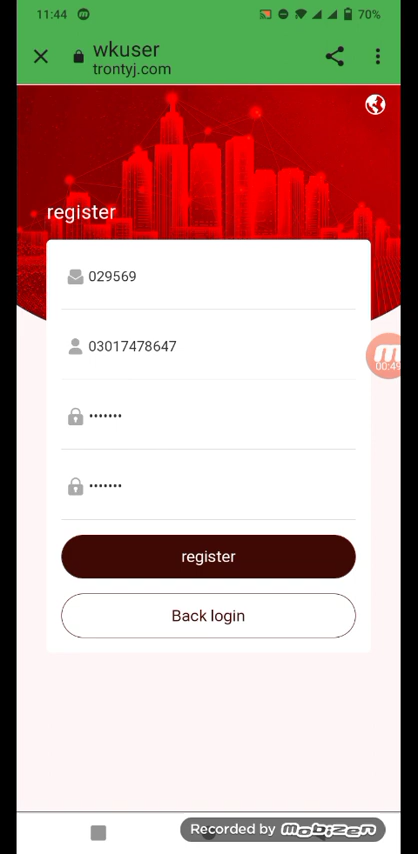 11:44
70%
wkuser
trontyj.com
register
029569
03017478647
•••••••
•••••••
register
Back login
00:49
Recorded by mobizen